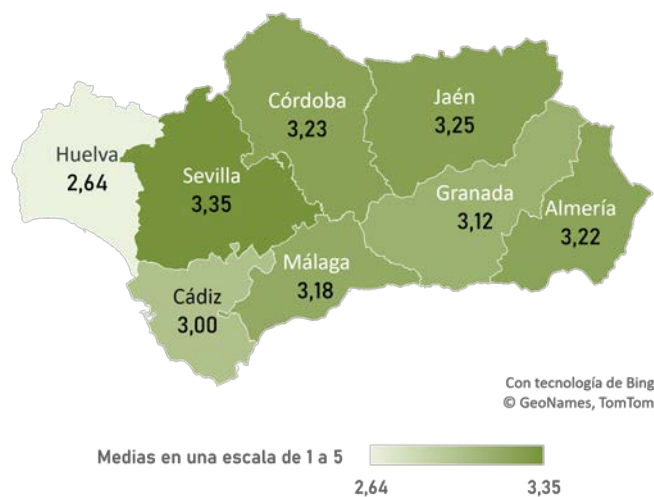 Córdoba
3,23
Jaén
3,25
Huelva
2,64
Sevilla
3,35
Granada
3,12
Almería
3,22
Málaga
3,18
Cádiz
3,00
Con tecnología de Bing
© GeoNames, TomTom
Medias en una escala de 1 a 5
2,64
3,35